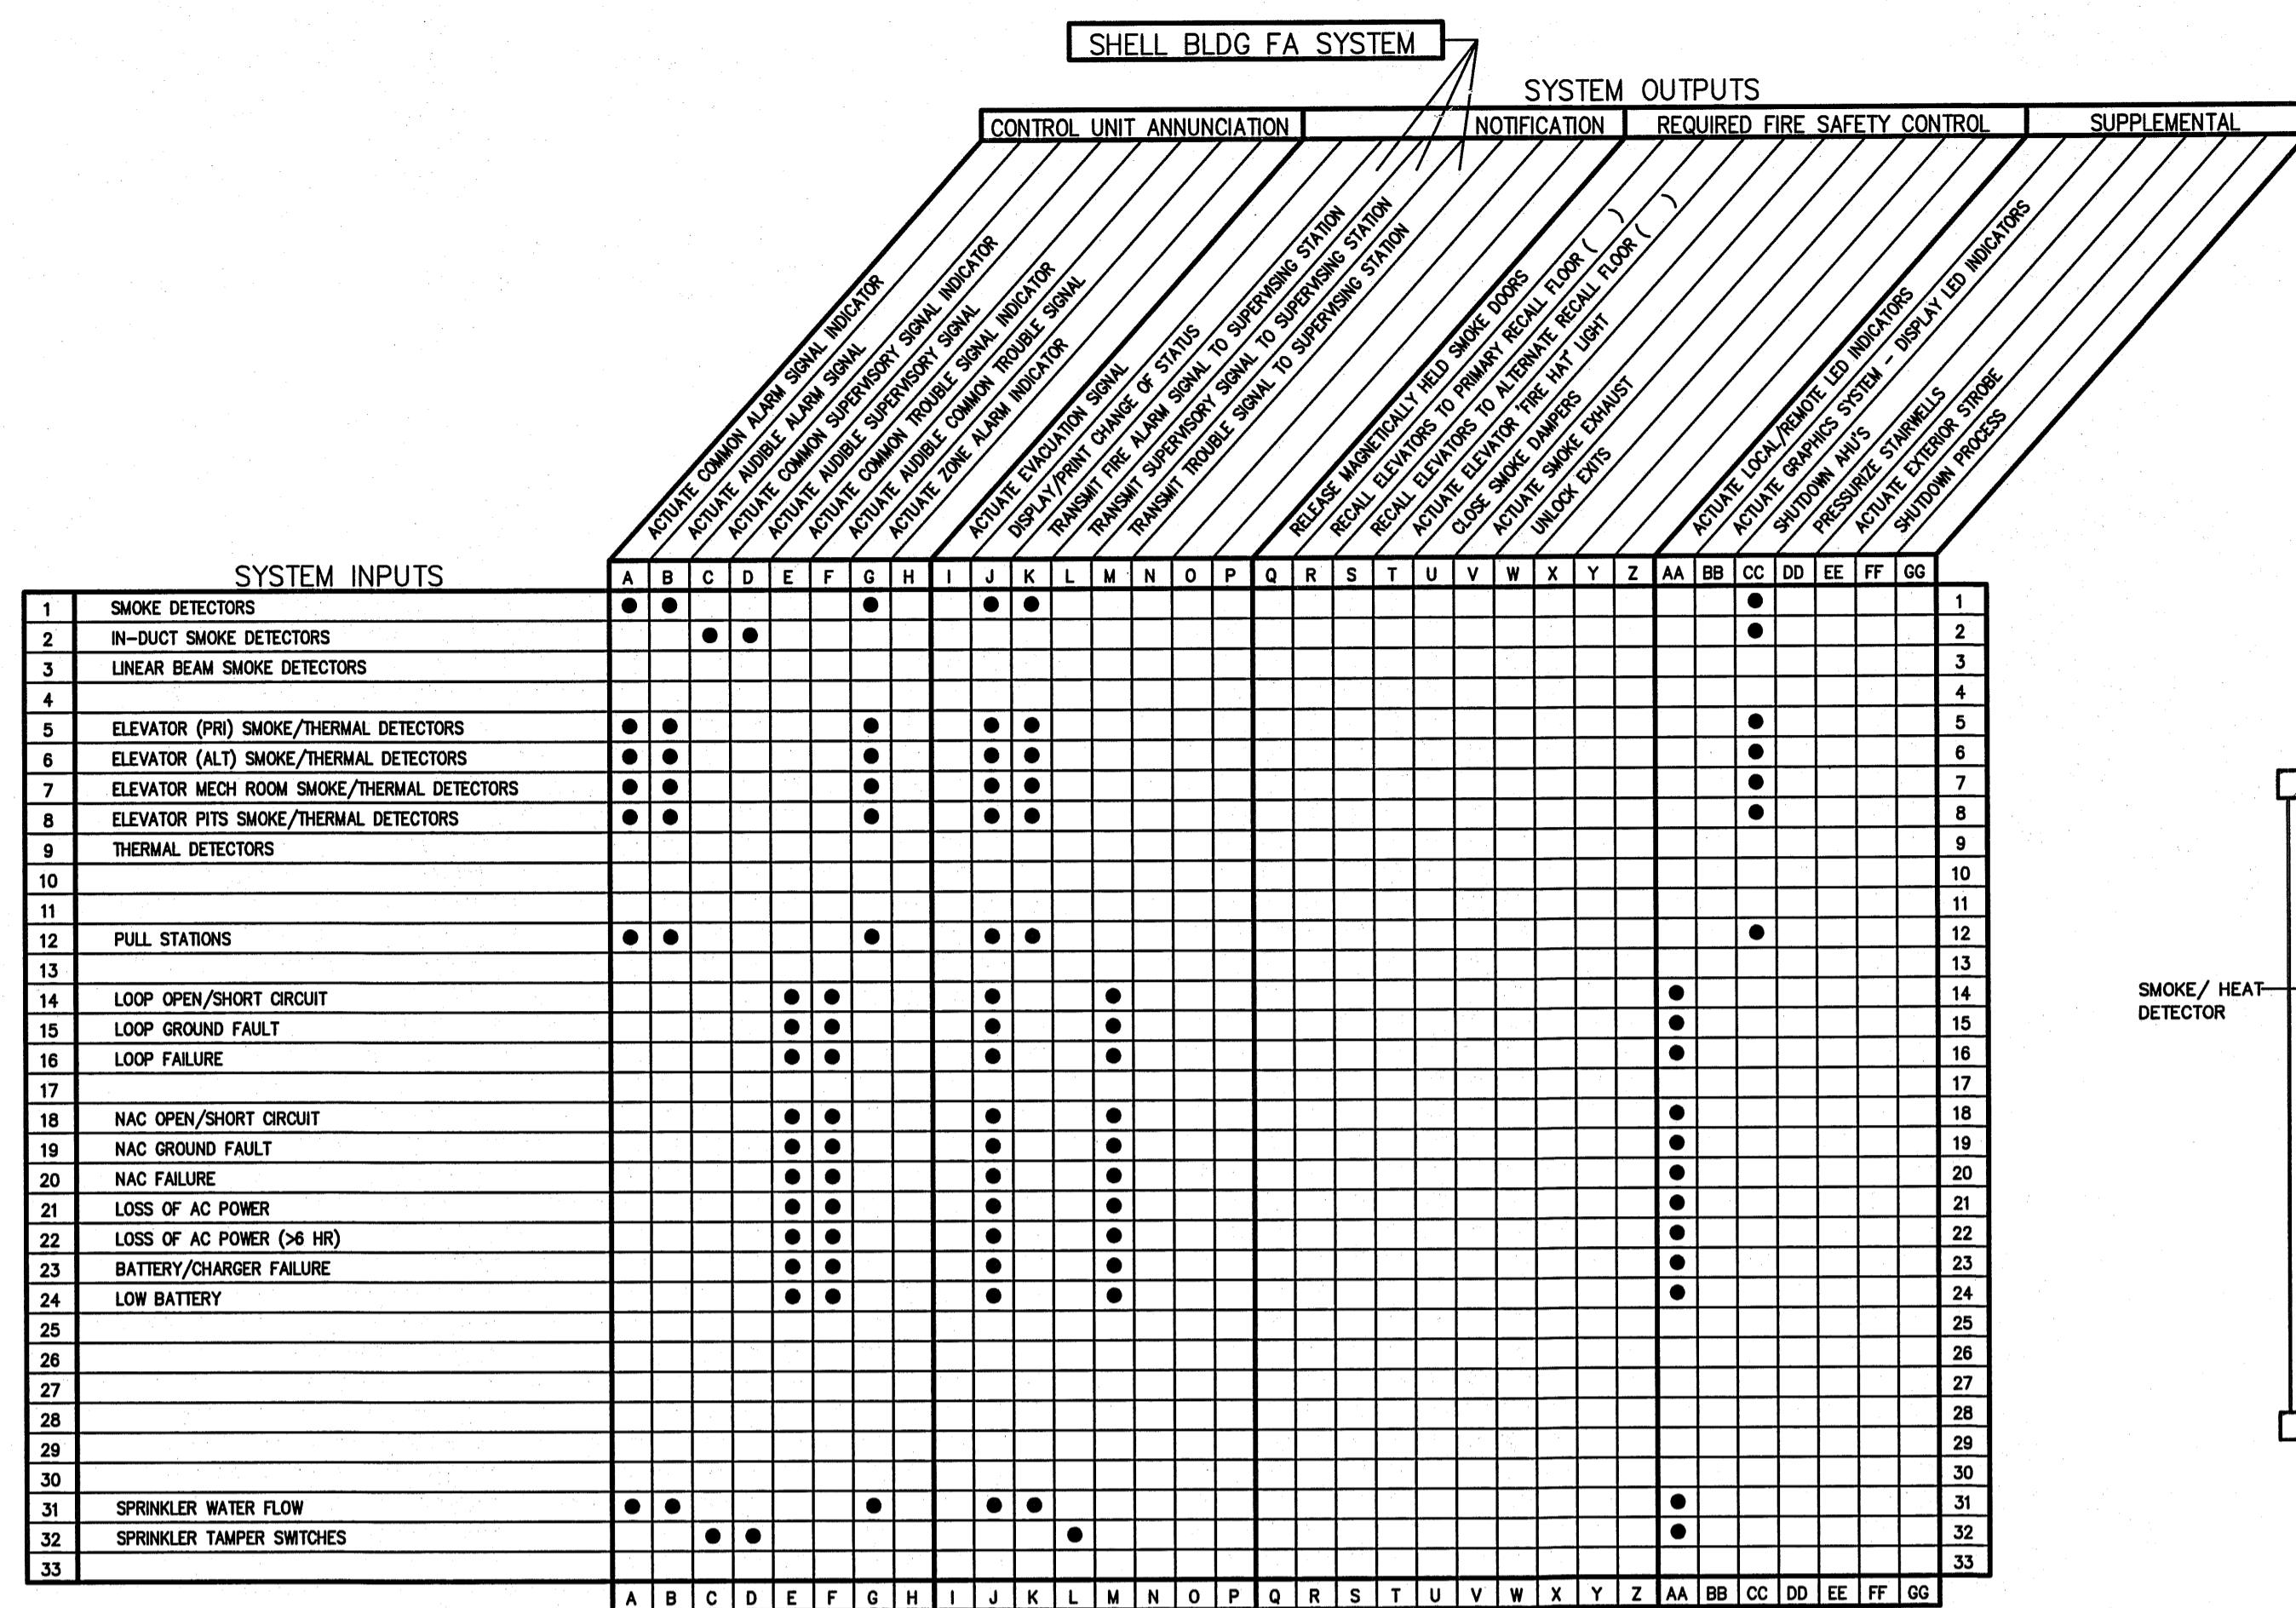 SHELL BLDG FA SYSTEM
SYSTEM OUTPUTS
CONTROL UNIT ANNUNCIATION NOTIFICATION REQUIRED FIRE SAFETY CONTROL SUPPLEMENTAL
ACTUATE COMMON ALARM SIGNAL INDICATOR
ACTUATE AUDIBLE ALARM SIGNAL
ACTUATE COMMON SUPERVISORY SIGNAL INDICATOR
ACTUATE AUDIBLE SUPERVISORY SIGNAL
ACTUATE COMMON TROUBLE SIGNAL INDICATOR
ACTUATE AUDIBLE COMMON TROUBLE SIGNAL
ACTUATE ZONE ALARM INDICATOR
ACTUATE EVACUATION SIGNAL
DISPLAY/PRINT CHANGE OF STATUS
TRANSMIT FIRE ALARM SIGNAL TO SUPERVISING STATION
TRANSMIT SUPERVISORY SIGNAL TO SUPERVISING STATION
TRANSMIT TROUBLE SIGNAL TO SUPERVISING STATION
RELEASE MAGNETICALLY HELD SMOKE DOORS
RECALL ELEVATORS TO PRIMARY RECALL FLOOR ( )
RECALL ELEVATORS TO ALTERNATE RECALL FLOOR ( )
ACTUATE ELEVATOR 'FIRE HAT' LIGHT
CLOSE SMOKE DAMPERS
ACTUATE SMOKE EXHAUST
UNLOCK EXITS
ACTUATE LOCAL/REMOTE LED INDICATORS
ACTUATE GRAPHICS SYSTEM - DISPLAY LED INDICATORS
SHUTDOWN AHU'S
PRESSURIZE STAIRWELLS
ACTUATE EXTERIOR STROBE
SHUTDOWN PROCESS
SYSTEM INPUTS A B C D E F G H I J K L M N O P Q R S T U V W X Y Z AA BB CC DD EE FF GG
1 SMOKE DETECTORS ● ● ● ● ● ● 1
2 IN-DUCT SMOKE DETECTORS ● ● ● 2
3 LINEAR BEAM SMOKE DETECTORS 3
4 4
5 ELEVATOR (PRI) SMOKE/THERMAL DETECTORS ● ● ● ● ● ● 5
6 ELEVATOR (ALT) SMOKE/THERMAL DETECTORS ● ● ● ● ● ● 6
7 ELEVATOR MECH ROOM SMOKE/THERMAL DETECTORS ● ● ● ● ● ● 7
8 ELEVATOR PITS SMOKE/THERMAL DETECTORS ● ● ● ● ● ● 8
9 THERMAL DETECTORS 9
10 10
11 11
12 PULL STATIONS ● ● ● ● ● ● 12
13 13
14 LOOP OPEN/SHORT CIRCUIT ● ● ● ● ● 14
15 LOOP GROUND FAULT ● ● ● ● ● 15
16 LOOP FAILURE ● ● ● ● ● 16
17 17
18 NAC OPEN/SHORT CIRCUIT ● ● ● ● ● 18
19 NAC GROUND FAULT ● ● ● ● ● 19
20 NAC FAILURE ● ● ● ● ● 20
21 LOSS OF AC POWER ● ● ● ● ● 21
22 LOSS OF AC POWER (>6 HR) ● ● ● ● ● 22
23 BATTERY/CHARGER FAILURE ● ● ● ● ● 23
24 LOW BATTERY ● ● ● ● ● 24
25 25
26 26
27 27
28 28
29 29
30 30
31 SPRINKLER WATER FLOW ● ● ● ● ● ● 31
32 SPRINKLER TAMPER SWITCHES ● ● ● ● 32
33 33
A B C D E F G H I J K L M N O P Q R S T U V W X Y Z AA BB CC DD EE FF GG
SMOKE/ HEAT
DETECTOR